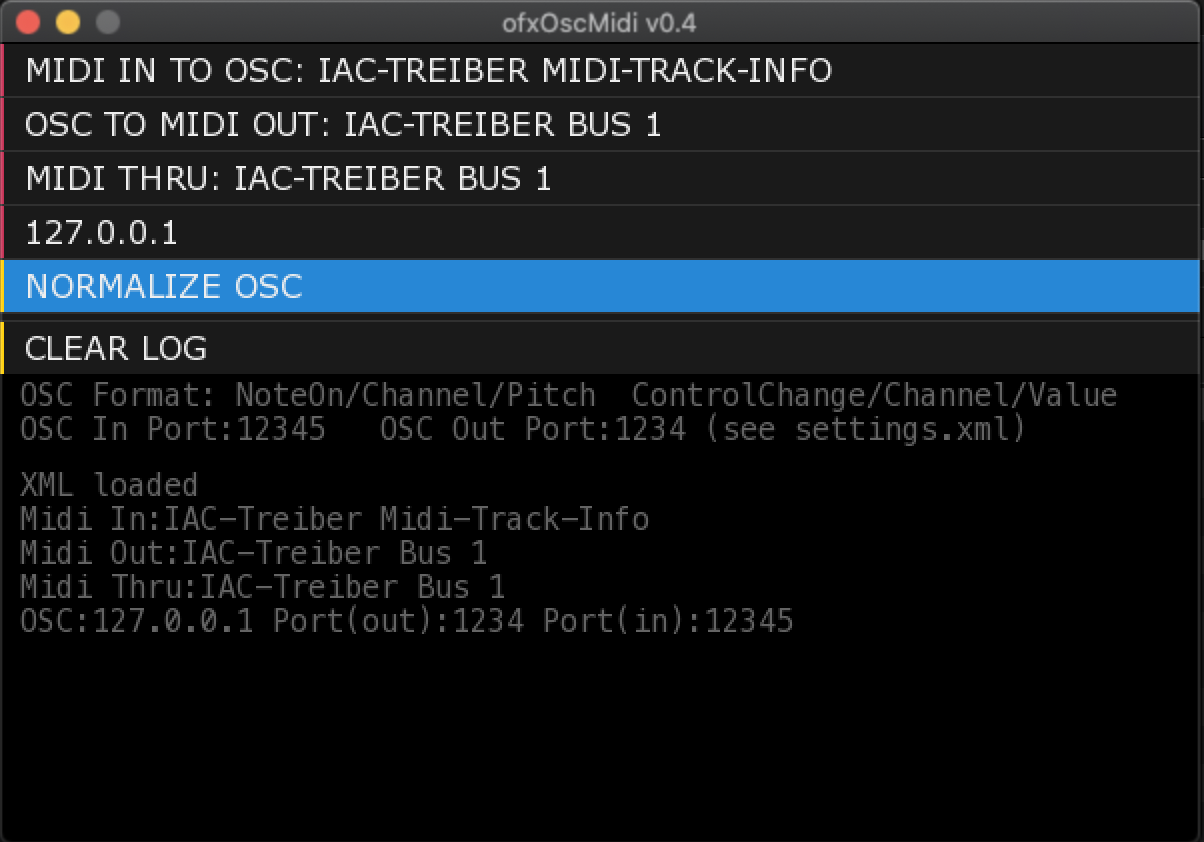 ofxOscMidi v0.4
MIDI IN TO OSC: IAC-TREIBER MIDI-TRACK-INFO
OSC TO MIDI OUT: IAC-TREIBER BUS 1
MIDI THRU: IAC-TREIBER BUS 1
127.0.0.1
NORMALIZE OSC
CLEAR LOG
OSC Format: NoteOn/Channel/Pitch  ControlChange/Channel/Value
OSC In Port:12345   OSC Out Port:1234 (see settings.xml)
XML loaded
Midi In:IAC-Treiber Midi-Track-Info
Midi Out:IAC-Treiber Bus 1
Midi Thru:IAC-Treiber Bus 1
OSC:127.0.0.1 Port(out):1234 Port(in):12345